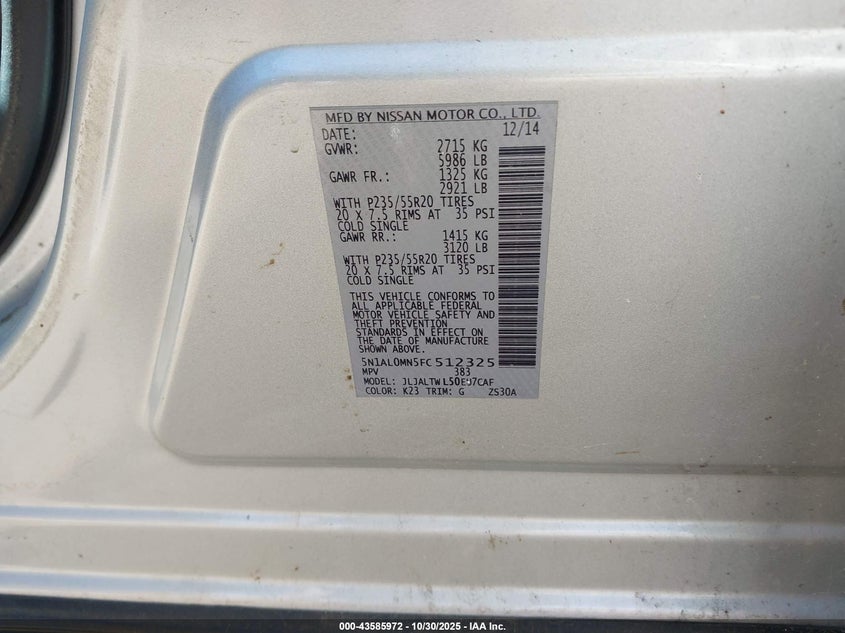 MFD BY NISSAN MOTOR CO., LTD.
DATE: 12/14
GVWR: 2715 KG
5986 LB
GAWR FR.: 1325 KG
2921 LB
WITH P235/55R20 TIRES
20 X 7.5 RIMS AT 35 PSI
COLD SINGLE
GAWR RR.: 1415 KG
3120 LB
WITH P235/55R20 TIRES
20 X 7.5 RIMS AT 35 PSI
COLD SINGLE
THIS VEHICLE CONFORMS TO
ALL APPLICABLE FEDERAL
MOTOR VEHICLE SAFETY AND
THEFT PREVENTION
STANDARDS IN EFFECT ON
THE DATE OF MANUFACTURE
SHOWN ABOVE.
5N1AL0MN5FC512325
MPV 383
MODEL:
COLOR: K23 TRIM: G ZS30A
000-43585972 - 10/30/2025 - IAA Inc.